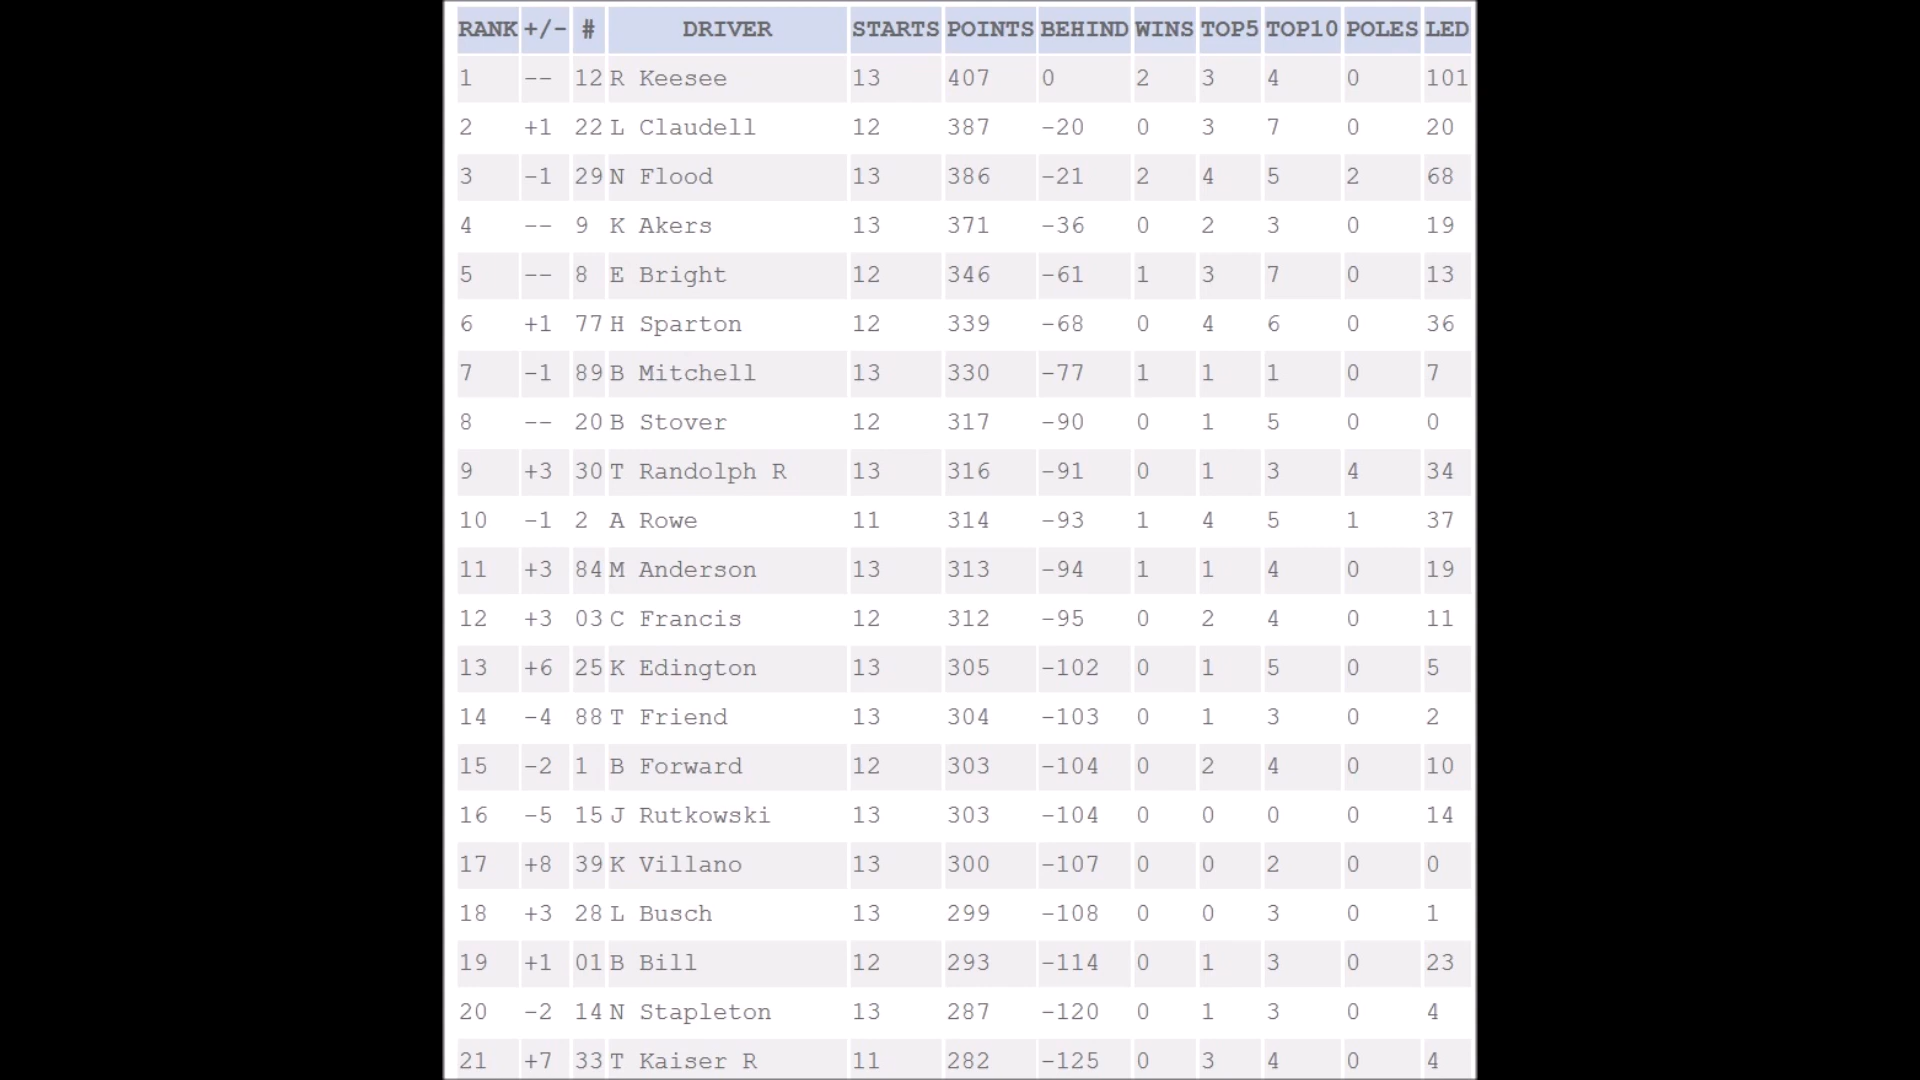 RANK +/- # DRIVER STARTS POINTS BEHIND WINS TOP5 TOP10 POLES LED
1 -- 12 R Keesee 13 407 0 2 3 4 0 101
2 +1 22 L Claudell 12 387 -20 0 3 7 0 20
3 -1 29 N Flood 13 386 -21 2 4 5 2 68
4 -- 9 K Akers 13 371 -36 0 2 3 0 19
5 -- 8 E Bright 12 346 -61 1 3 7 0 13
6 +1 77 H Sparton 12 339 -68 0 4 6 0 36
7 -1 89 B Mitchell 13 330 -77 1 1 1 0 7
8 -- 20 B Stover 12 317 -90 0 1 5 0 0
9 +3 30 T Randolph R 13 316 -91 0 1 3 4 34
10 -1 2 A Rowe 11 314 -93 1 4 5 1 37
11 +3 84 M Anderson 13 313 -94 1 1 4 0 19
12 +3 03 C Francis 12 312 -95 0 2 4 0 11
13 +6 25 K Edington 13 305 -102 0 1 5 0 5
14 -4 88 T Friend 13 304 -103 0 1 3 0 2
15 -2 1 B Forward 12 303 -104 0 2 4 0 10
16 -5 15 J Rutkowski 13 303 -104 0 0 0 0 14
17 +8 39 K Villano 13 300 -107 0 0 2 0 0
18 +3 28 L Busch 13 299 -108 0 0 3 0 1
19 +1 01 B Bill 12 293 -114 0 1 3 0 23
20 -2 14 N Stapleton 13 287 -120 0 1 3 0 4
21 +7 33 T Kaiser R 11 282 -125 0 3 4 0 4